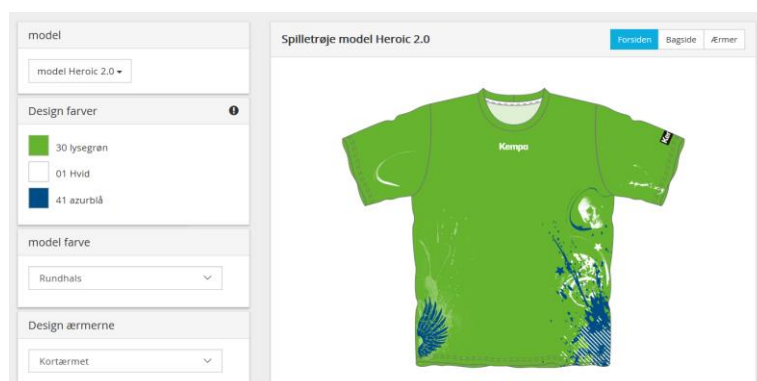 model
model Heroic 2.0
Design farver
30 lysegrøn
01 Hvid
41 azurblå
model farve
Rundhals
Design ærmerne
Kortærmet
Spilletrøje model Heroic 2.0
Forsiden Bagside Ærmer
Kempa